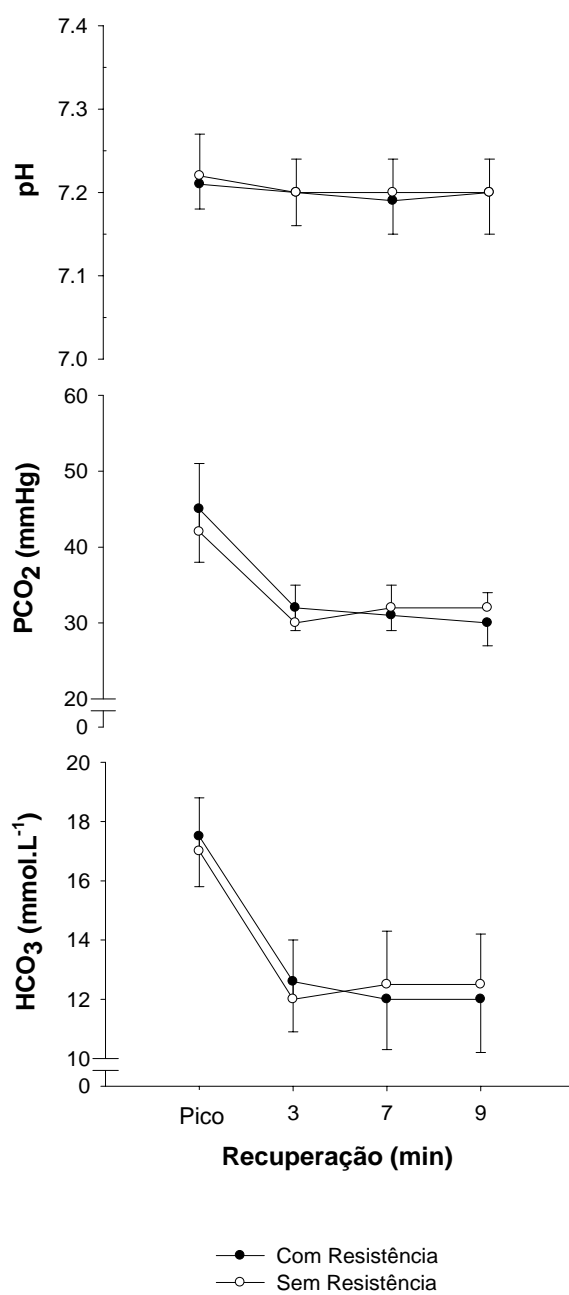 7.4
7.3
pH
7.2
7.1
7.0
60
50
PCO2 (mmHg)
40
30
20
0
20
18
HCO3 (mmol.L-1)
16
14
12
10
0
Pico 3 7 9
Recuperação (min)
Com Resistência
Sem Resistência